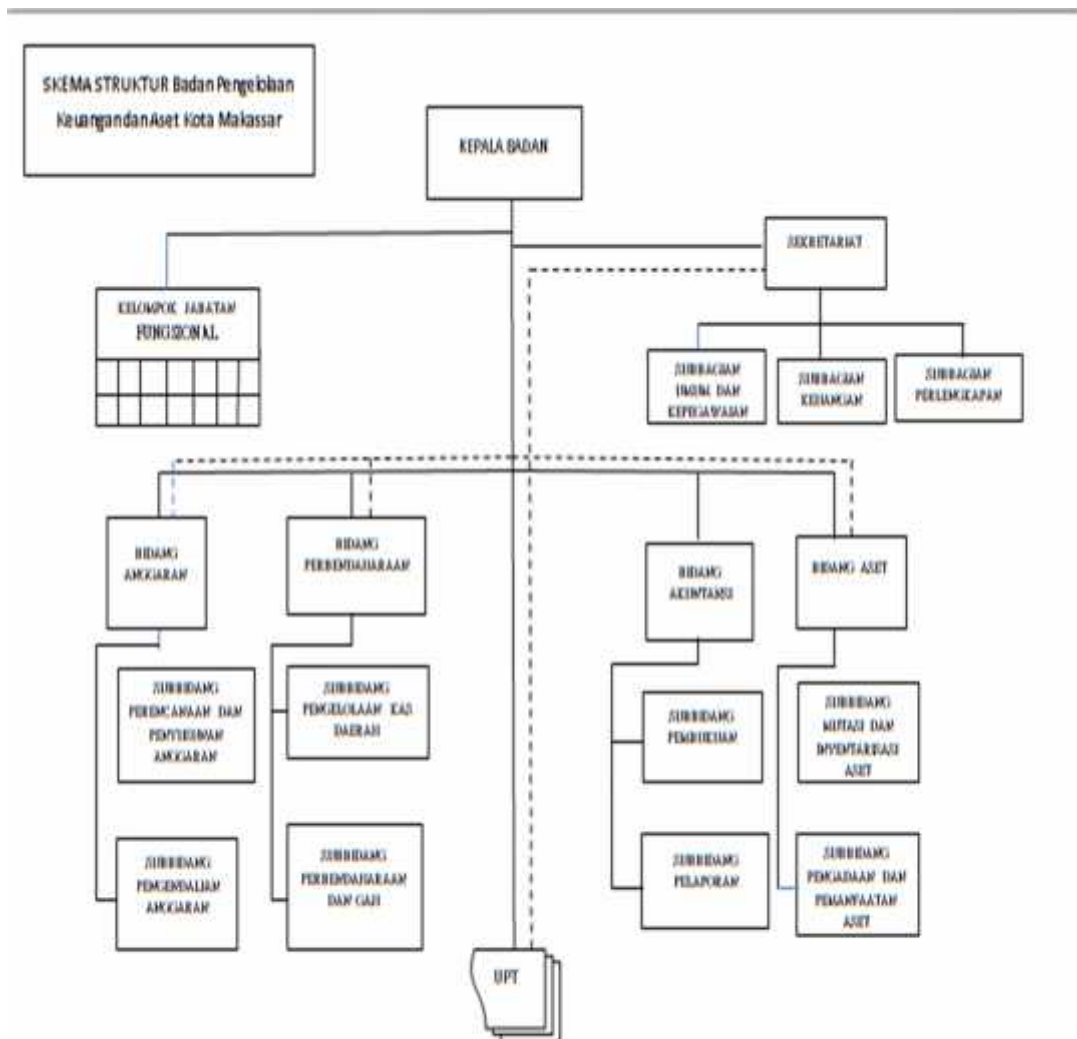 SKEMA STRUKTUR Badan Pengelolaan
Keuangan dan Aset Kota Makassar
KEPALA BADAN
SEKRETARIAT
KELOMPOK JABATAN
FUNGSIONAL
SUBBAGIAN
UMUM DAN
KEPEGAWAIAN
SUBBAGIAN
KEUANGAN
SUBBAGIAN
PERLENGKAPAN
BIDANG
ANGGARAN
BIDANG
PERBENDAHARAAN
BIDANG
AKUNTANSI
BIDANG ASET
SUBBIDANG
PERENCANAAN DAN
PENYUSUNAN
ANGGARAN
SUBBIDANG
PENGELOLAAN KAS
DAERAH
SUBBIDANG
PEMBUKUAN
SUBBIDANG
MUTASI DAN
INVENTARISASI
ASET
SUBBIDANG
PENGENDALIAN
ANGGARAN
SUBBIDANG
PERBENDAHARAAN
DAN GAJI
SUBBIDANG
PELAPORAN
SUBBIDANG
PENGADAAN DAN
PEMANFAATAN
ASET
UPT